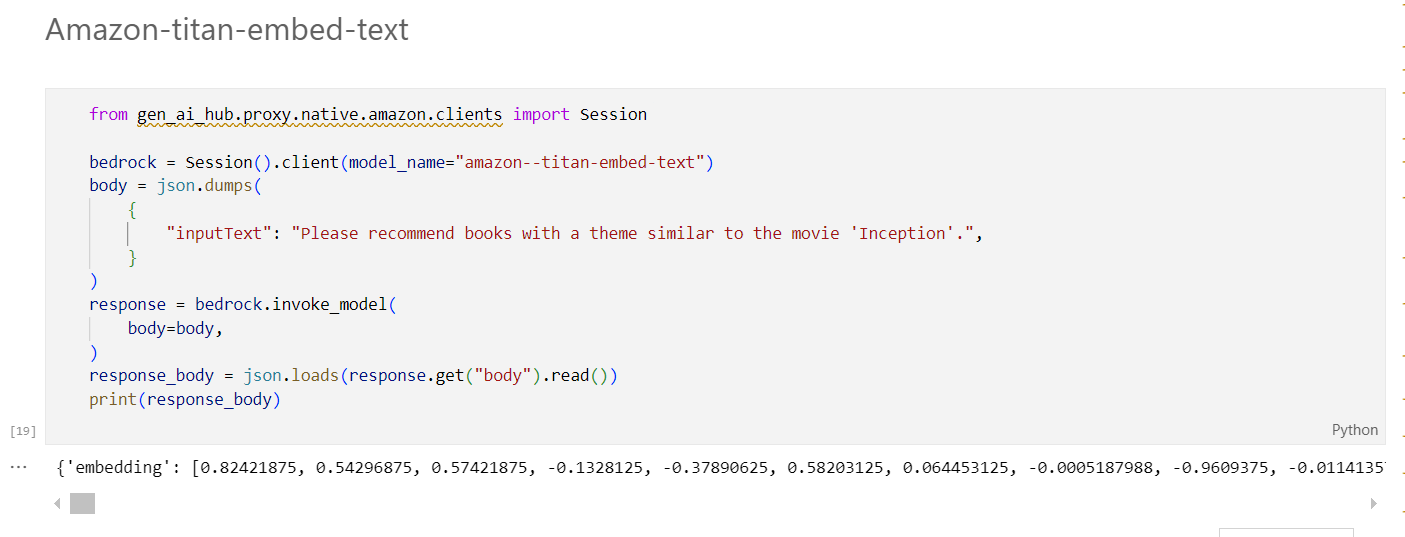 Amazon-titan-embed-text
from gen_ai_hub.proxy.native.amazon.clients import Session
bedrock = Session().client(model_name="amazon--titan-embed-text")
body = json.dumps(
{
"inputText": "Please recommend books with a theme similar to the movie 'Inception'.",
}
)
response = bedrock.invoke_model(
body=body,
)
response_body = json.loads(response.get("body").read())
print(response_body)
[19]
Python
... {'embedding': [0.82421875, 0.54296875, 0.57421875, -0.1328125, -0.37890625, 0.58203125, 0.064453125, -0.0005187988, -0.9609375, -0.0114135